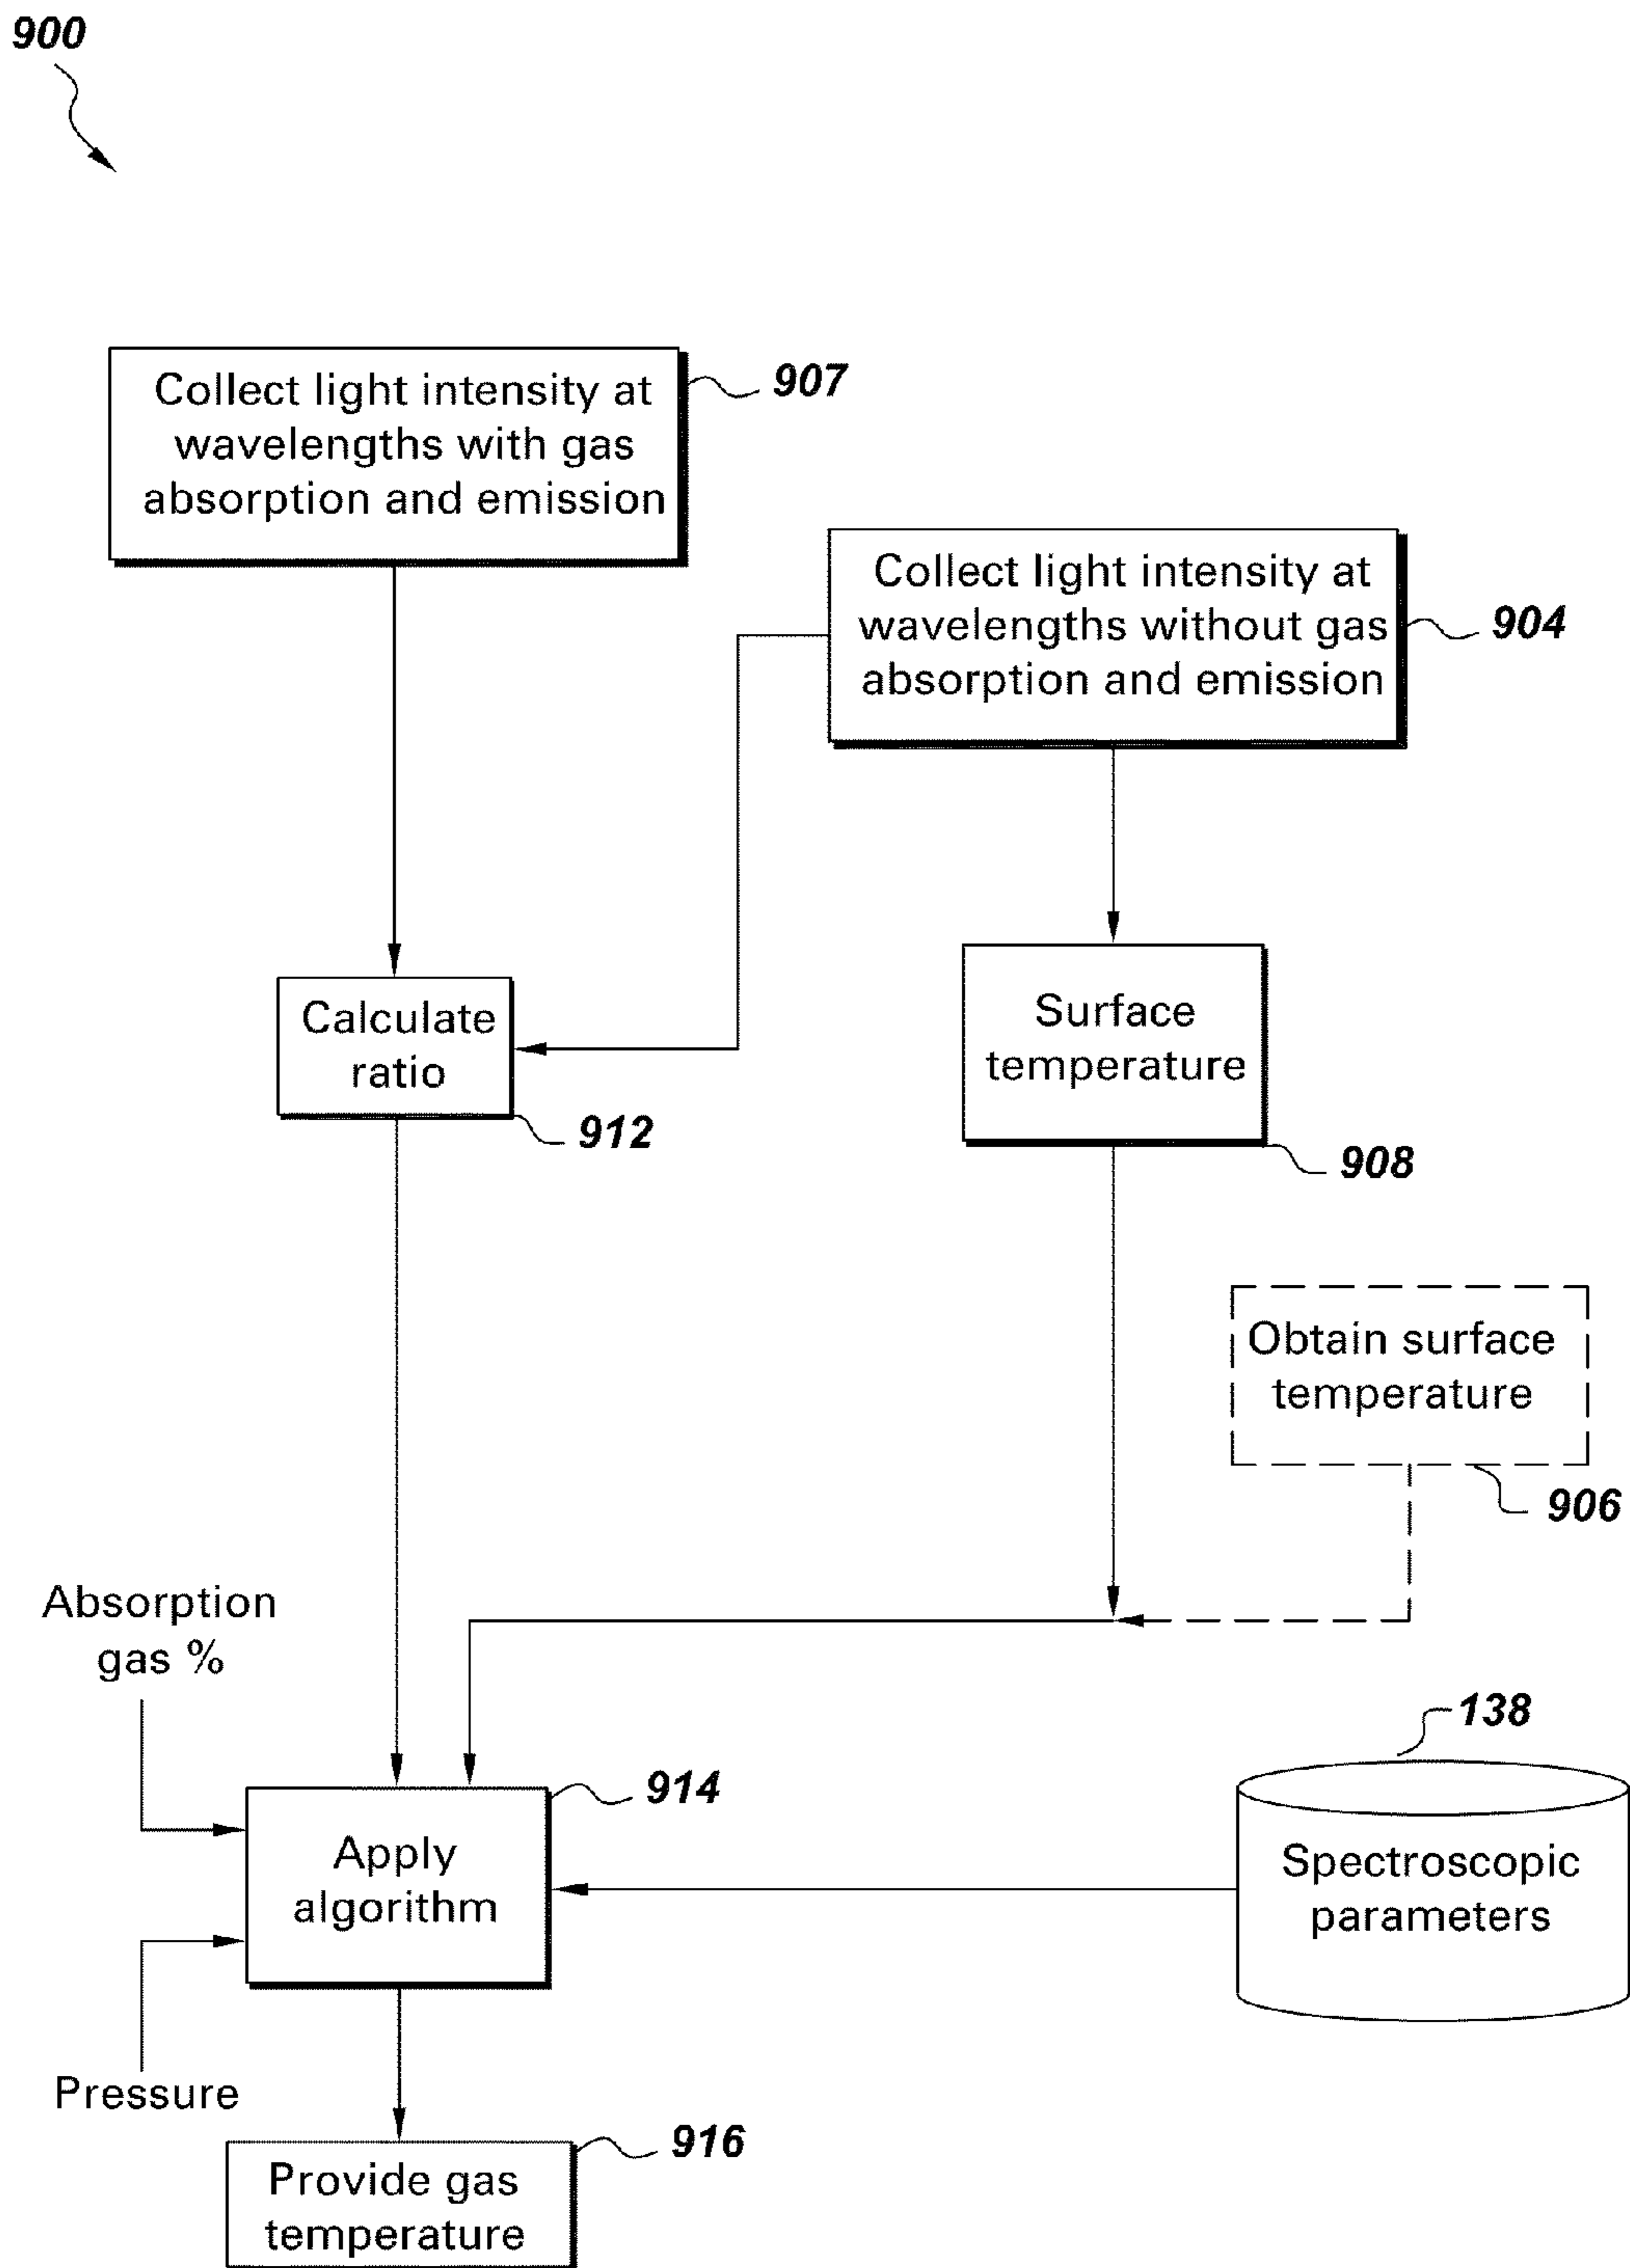 900
Collect light intensity at
wavelengths with gas
absorption and emission
907
Collect light intensity at
wavelengths without gas
absorption and emission
904
Calculate
ratio
912
Surface
temperature
908
Obtain surface
temperature
906
Absorption
gas %
138
914
Apply
algorithm
Spectroscopic
parameters
Pressure
916
Provide gas
temperature